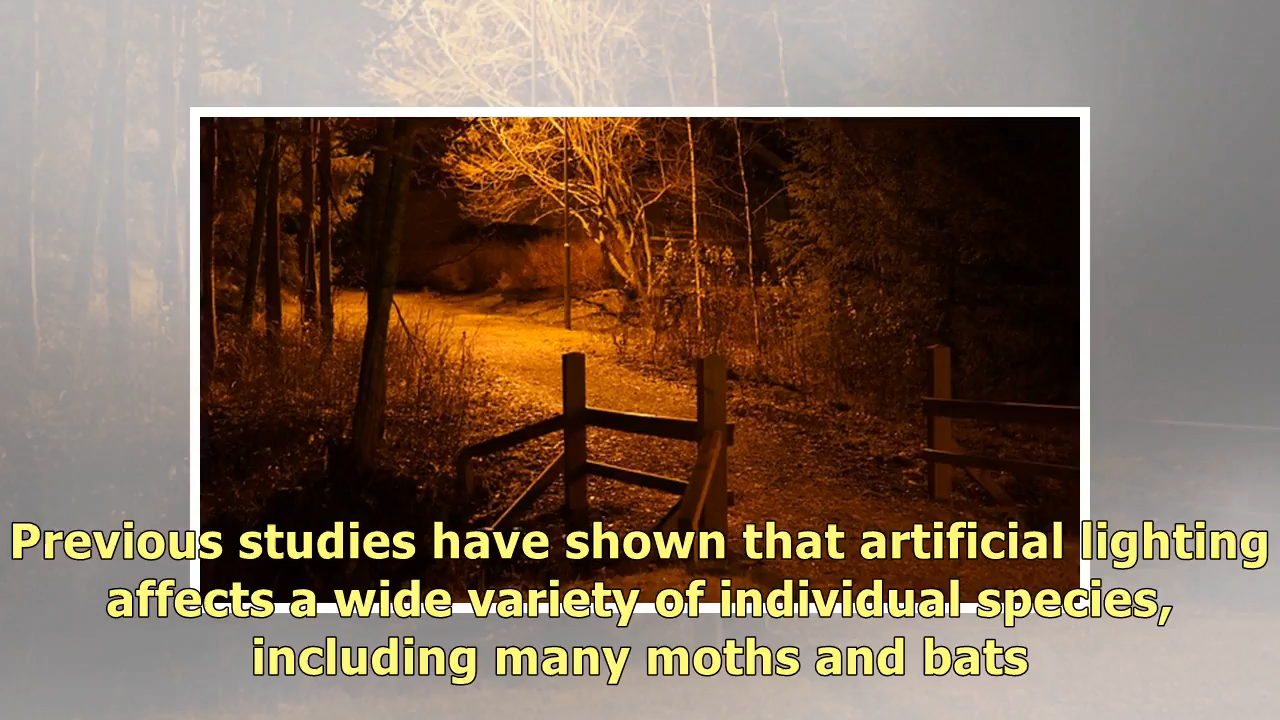 Previous studies have shown that artificial lighting
affects a wide variety of individual species,
including many moths and bats